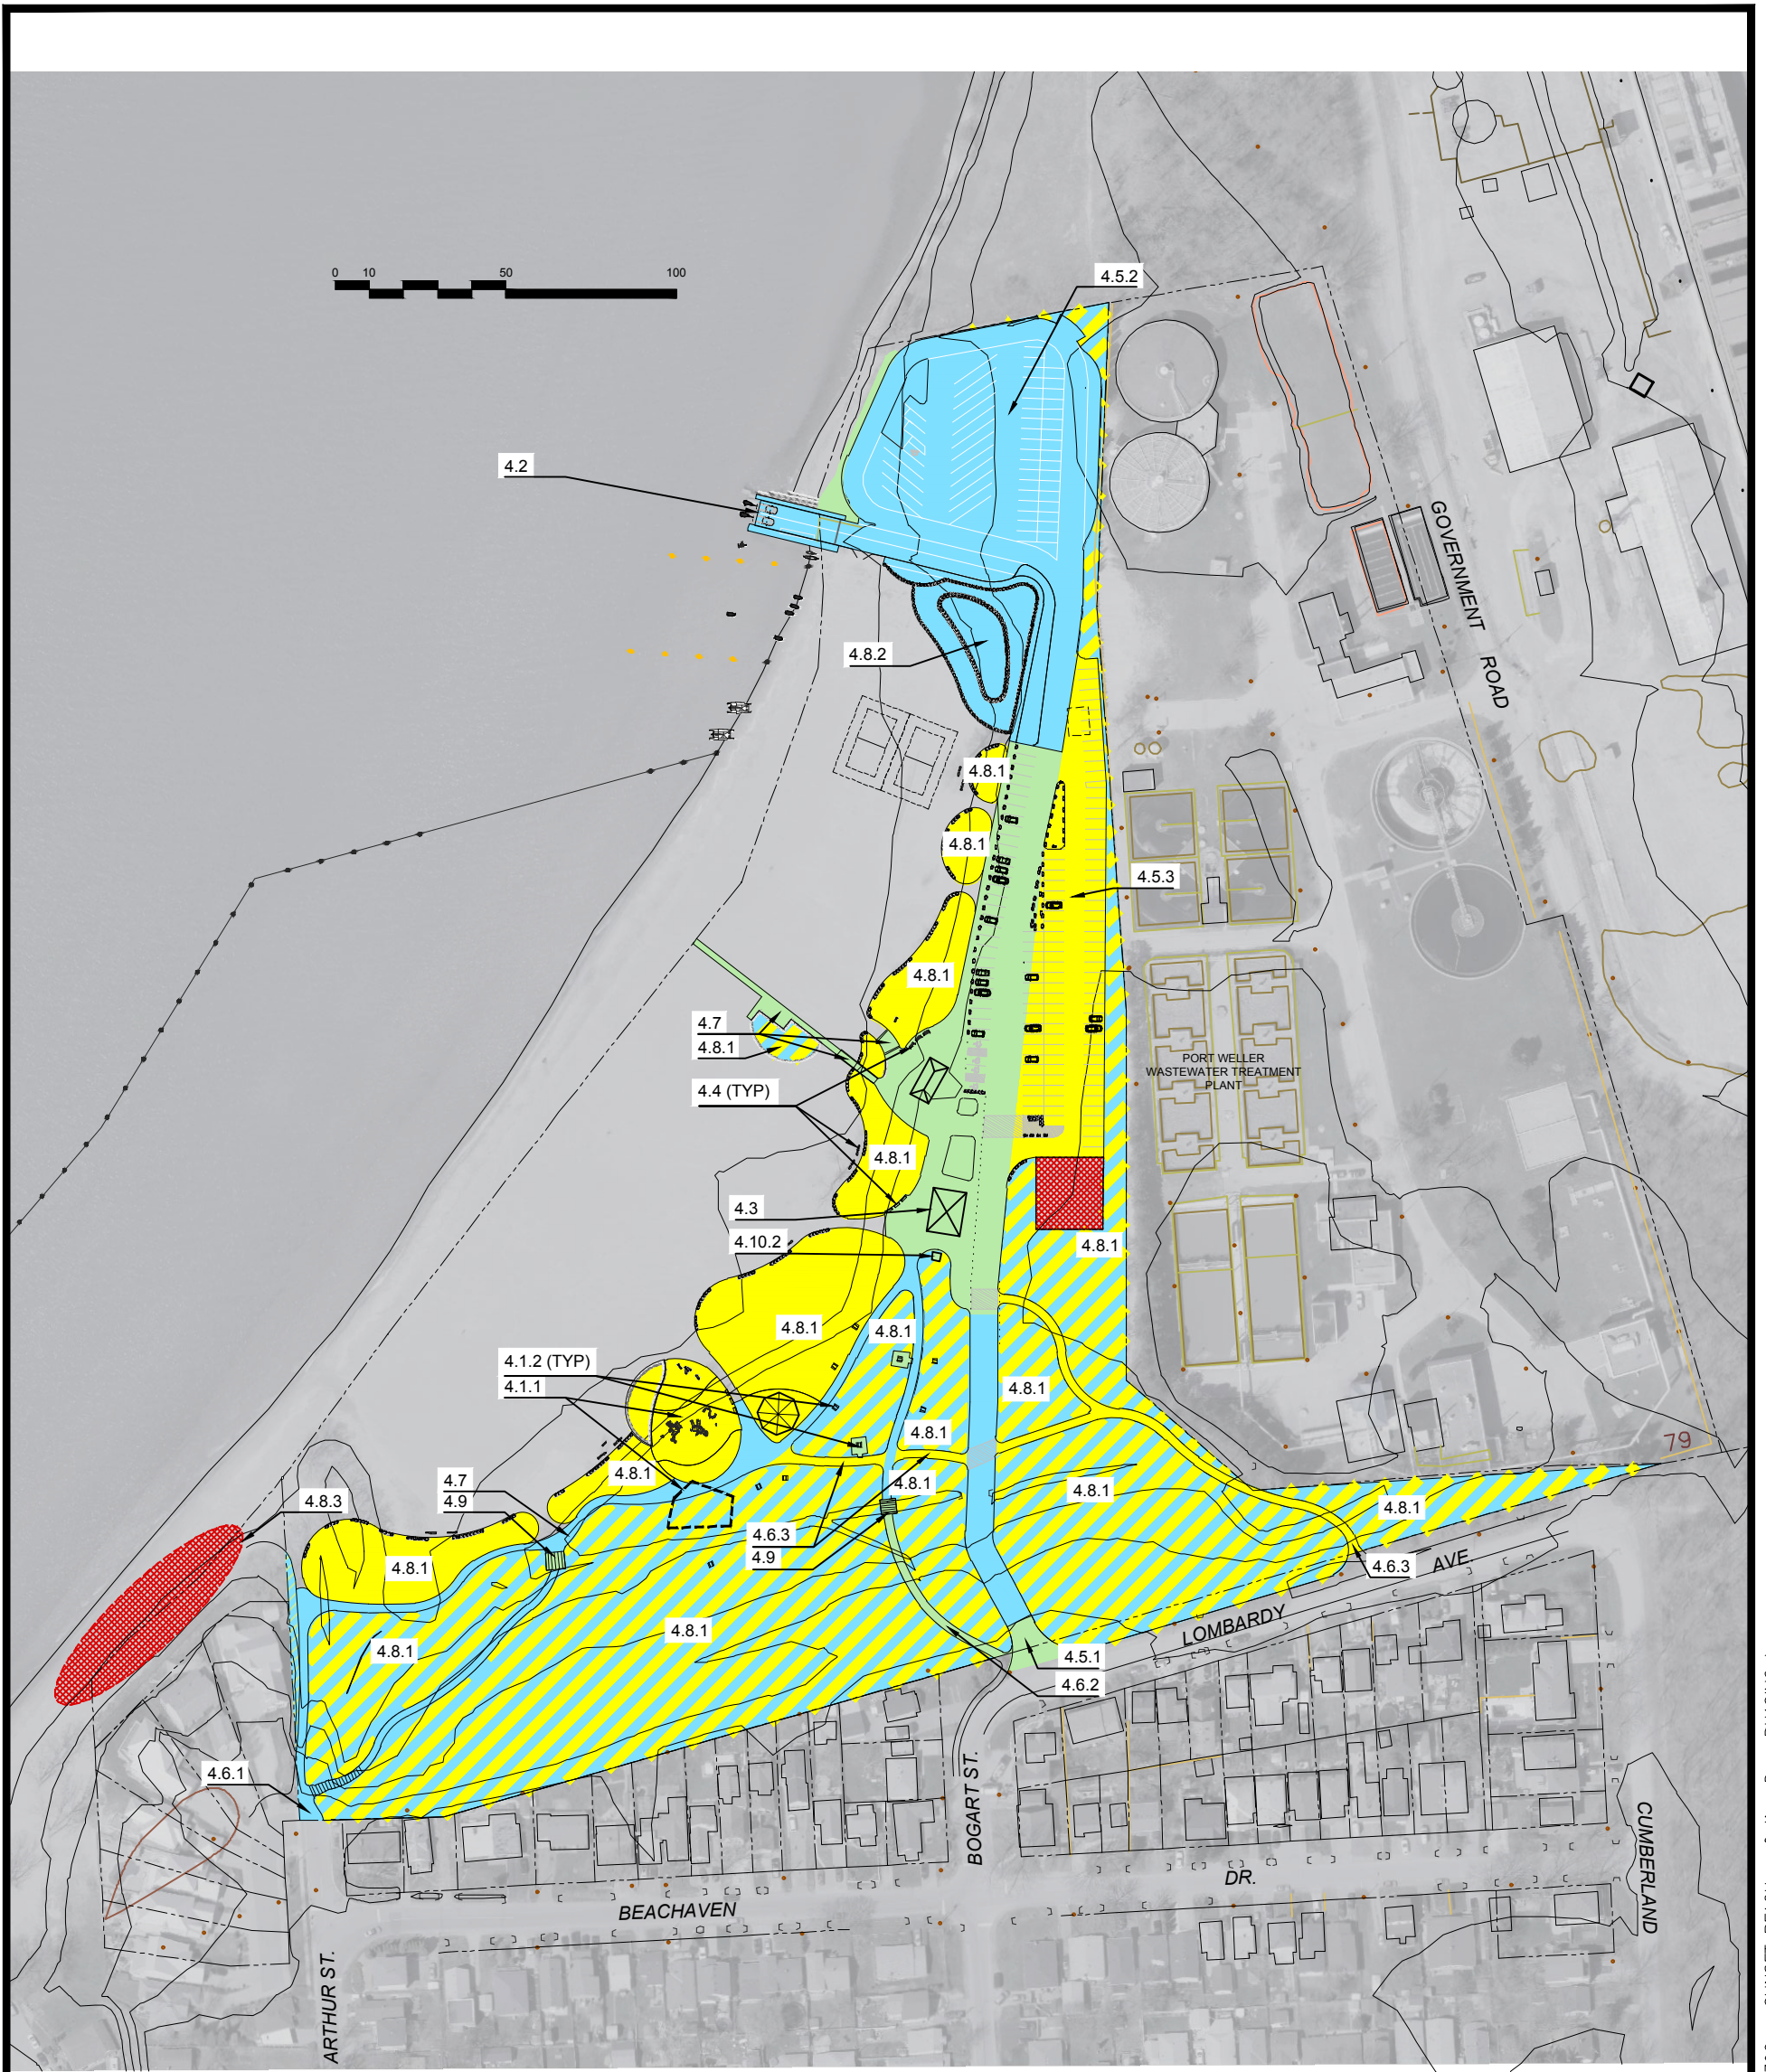 0 10 50 100
4.5.2
4.2
GOVERNMENT ROAD
4.8.2
4.8.1
4.8.1
4.5.3
4.8.1
4.7
4.8.1
PORT WELLER
WASTEWATER TREATMENT
PLANT
4.4 (TYP)
4.8.1
4.3
4.10.2
4.8.1
4.8.1
4.8.1
4.1.2 (TYP)
4.1.1
4.8.1
4.8.1
79
4.8.1
4.7
4.9
4.8.3
4.8.1
4.8.1
4.8.1
4.6.3
4.9
4.8.1
4.6.3
LOMBARDY AVE.
4.8.1
4.8.1
4.5.1
4.6.2
4.6.1
BOGART ST.
CUMBERLAND
BEACHAVEN DR.
ARTHUR ST.